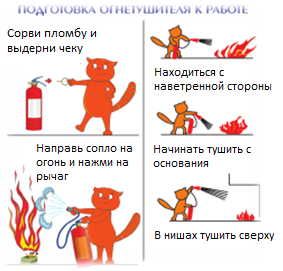 ПОДГОТОВКА ОГНЕТУШИТЕЛЯ К РАБОТЕ
Сорви пломбу и
выдерни чеку
Направь сопло на
огонь и нажми на
рычаг
Находиться с
наветренной стороны
Начинать тушить с
основания
В нишах тушить сверху